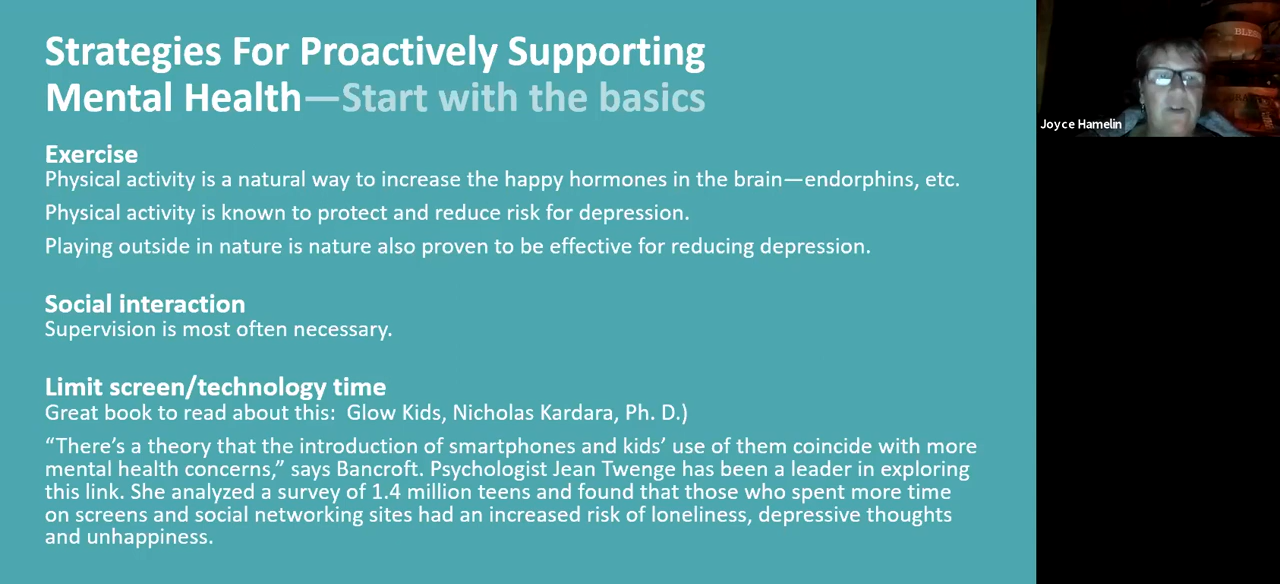 Strategies For Proactively Supporting
Mental Health—Start with the basics
Exercise
Physical activity is a natural way to increase the happy hormones in the brain—endorphins, etc.
Physical activity is known to protect and reduce risk for depression.
Playing outside in nature is nature also proven to be effective for reducing depression.
Social interaction
Supervision is most often necessary.
Limit screen/technology time
Great book to read about this:  Glow Kids, Nicholas Kardara, Ph. D.)
“There’s a theory that the introduction of smartphones and kids’ use of them coincide with more
mental health concerns,” says Bancroft. Psychologist Jean Twenge has been a leader in exploring
this link. She analyzed a survey of 1.4 million teens and found that those who spent more time
on screens and social networking sites had an increased risk of loneliness, depressive thoughts
and unhappiness.
Joyce Hamelin